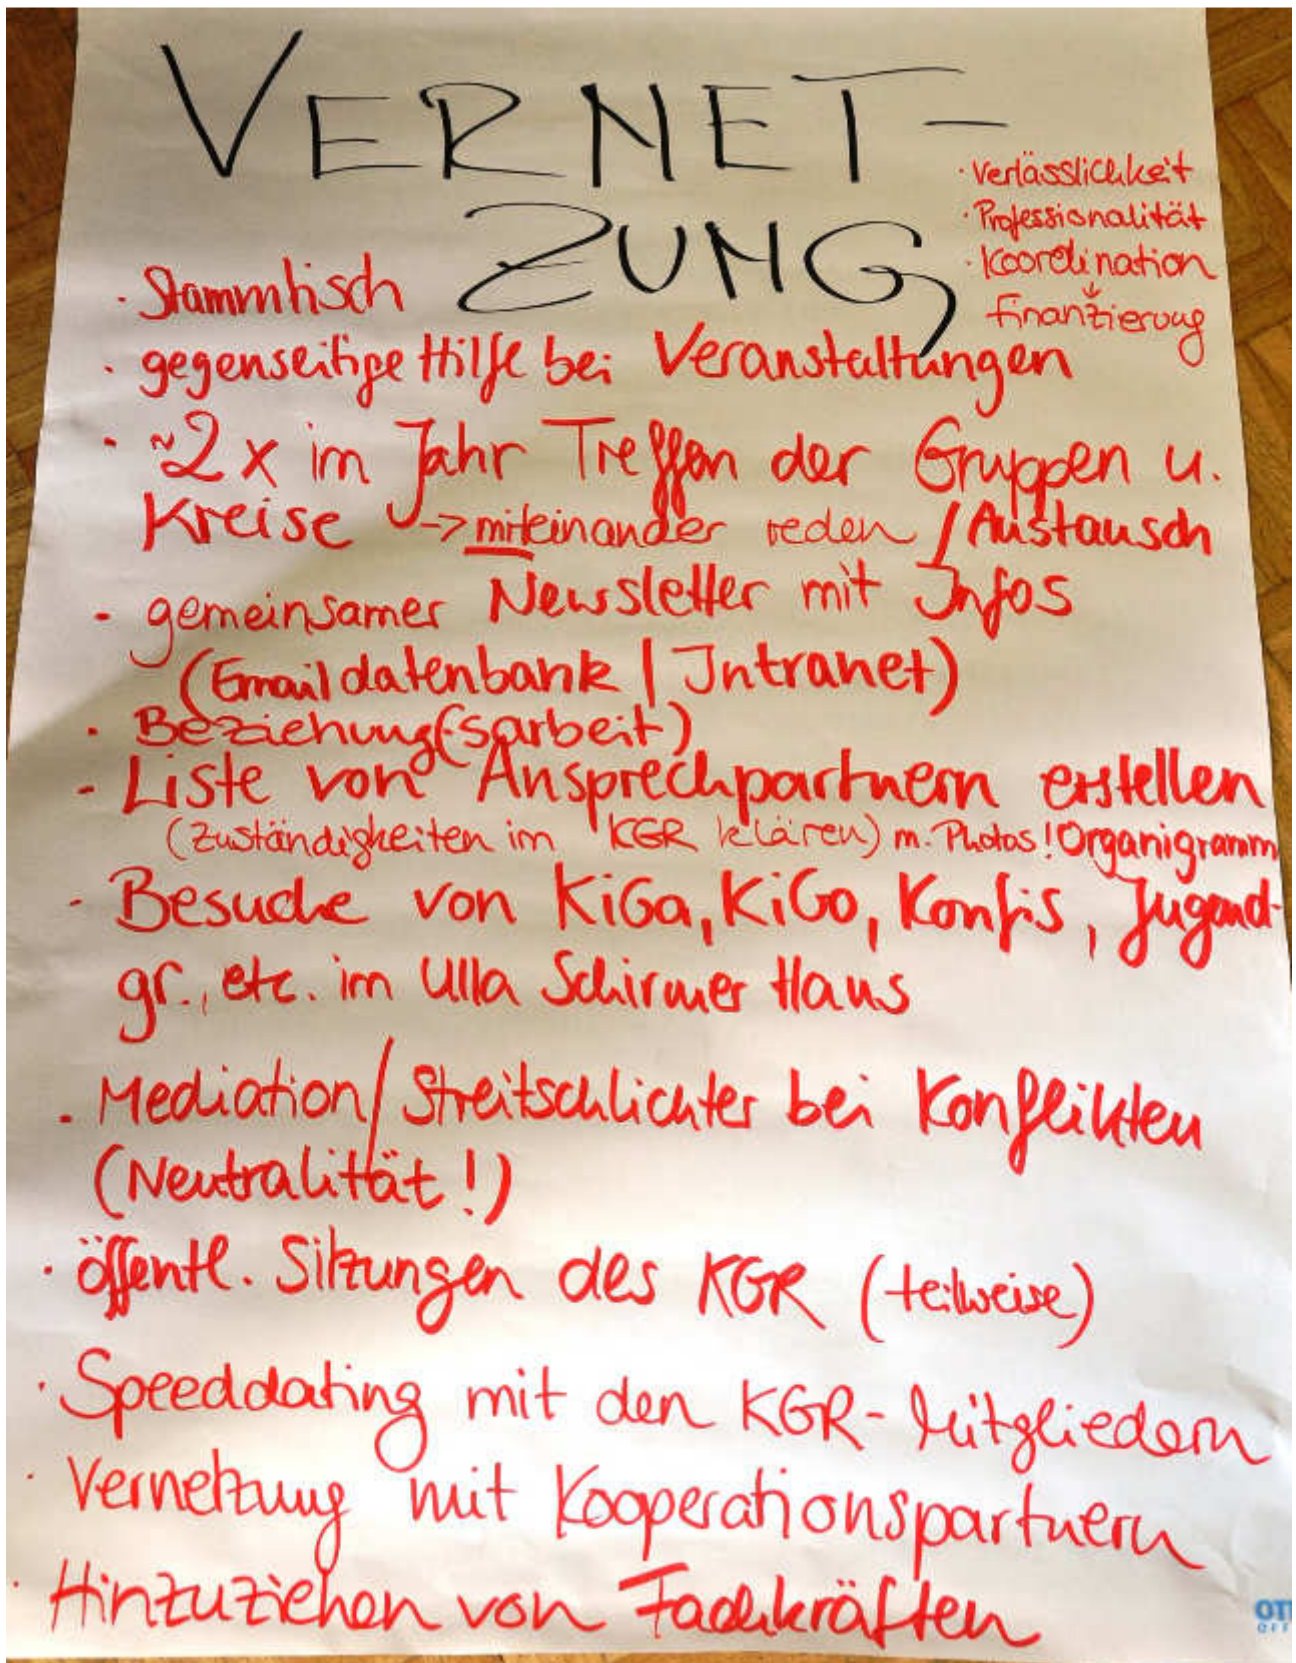 VERNET-
ZUNG
· Verlässlichkeit
· Professionalität
· Koordination
↓
Finanzierung
· Stammtisch
· gegenseitige Hilfe bei Veranstaltungen
· ~2x im Jahr Treffen der Gruppen u.
Kreise -> miteinander reden / Austausch
- gemeinsamer Newsletter mit Infos
(Emaildatenbank / Intranet)
· Beziehung(sarbeit)
- Liste von Ansprechpartnern erstellen
(Zuständigkeiten im KGR klären) m. Photos! Organigramm
- Besuche von KiGa, KiGo, Konfis, Jugend-
gr., etc. im Ulla Schirmer Haus
- Mediation / Streitschlichter bei Konflikten
(Neutralität!)
· öffentl. Sitzungen des KGR (teilweise)
· Speeddating mit den KGR-Mitgliedern
· Vernetzung mit Kooperationspartnern
· Hinzuziehen von Fachkräften